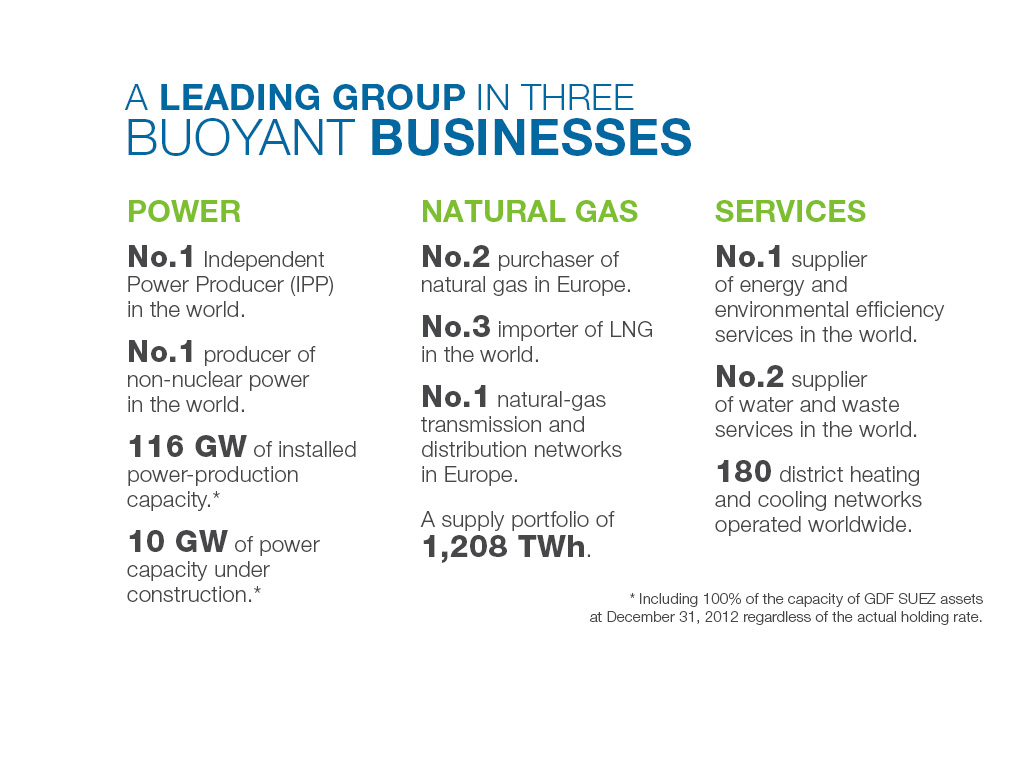 A LEADING GROUP IN THREE
BUOYANT BUSINESSES
POWER
No.1 Independent
Power Producer (IPP)
in the world.
No.1 producer of
non-nuclear power
in the world.
116 GW of installed
power-production
capacity.*
10 GW of power
capacity under
construction.*
NATURAL GAS
No.2 purchaser of
natural gas in Europe.
No.3 importer of LNG
in the world.
No.1 natural-gas
transmission and
distribution networks
in Europe.
A supply portfolio of
1,208 TWh.
SERVICES
No.1 supplier
of energy and
environmental efficiency
services in the world.
No.2 supplier
of water and waste
services in the world.
180 district heating
and cooling networks
operated worldwide.
* Including 100% of the capacity of GDF SUEZ assets
at December 31, 2012 regardless of the actual holding rate.